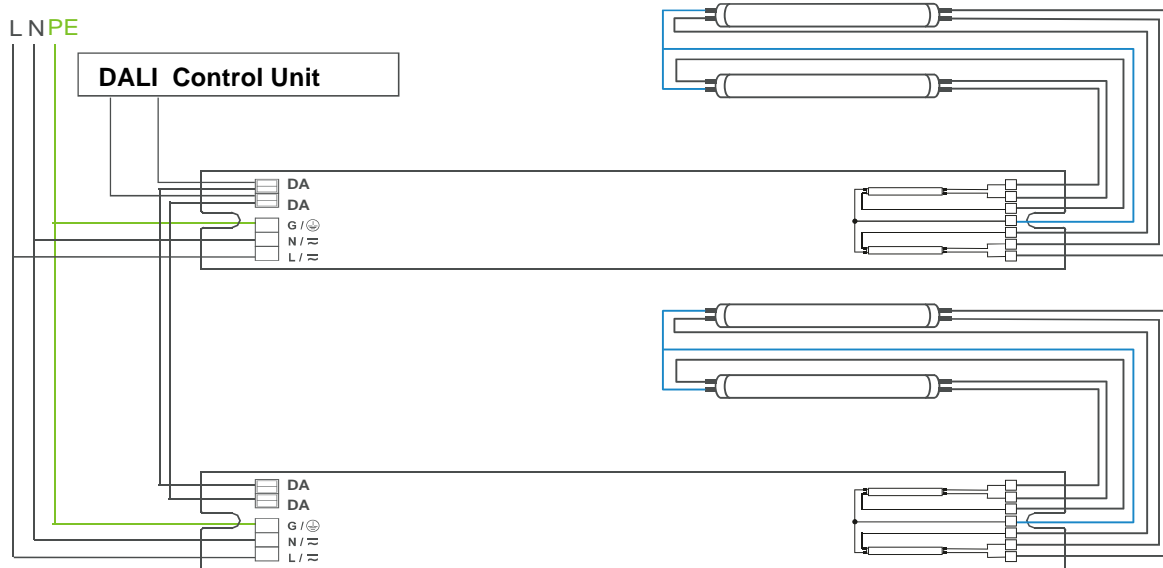 L N PE
DALI Control Unit
DA
DA
G / ⏚
N / ≂
L / ≂
DA
DA
G / ⏚
N / ≂
L / ≂